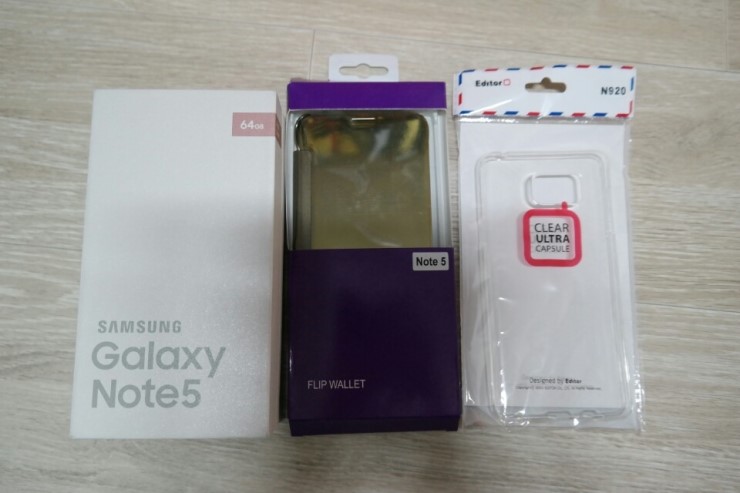 64GB
SAMSUNG
Galaxy
Note5
Note 5
FLIP WALLET
Editor
N920
CLEAR
ULTRA
CAPSULE
Designed by Editor